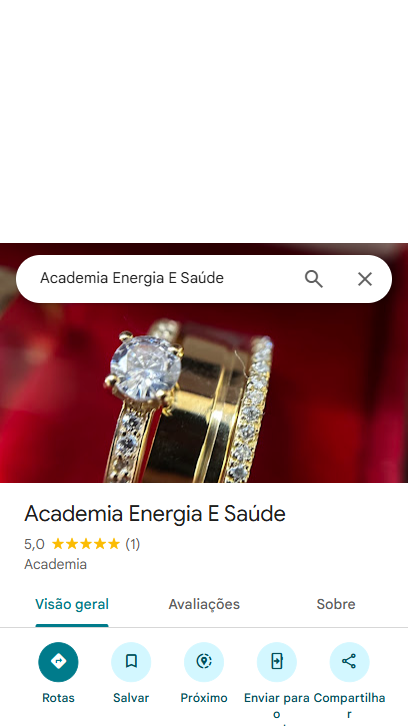 Academia Energia E Saúde
Academia Energia E Saúde
5,0 (1)
Academia
Visão geral Avaliações Sobre
Rotas Salvar Próximo Enviar para Compartilha
o r